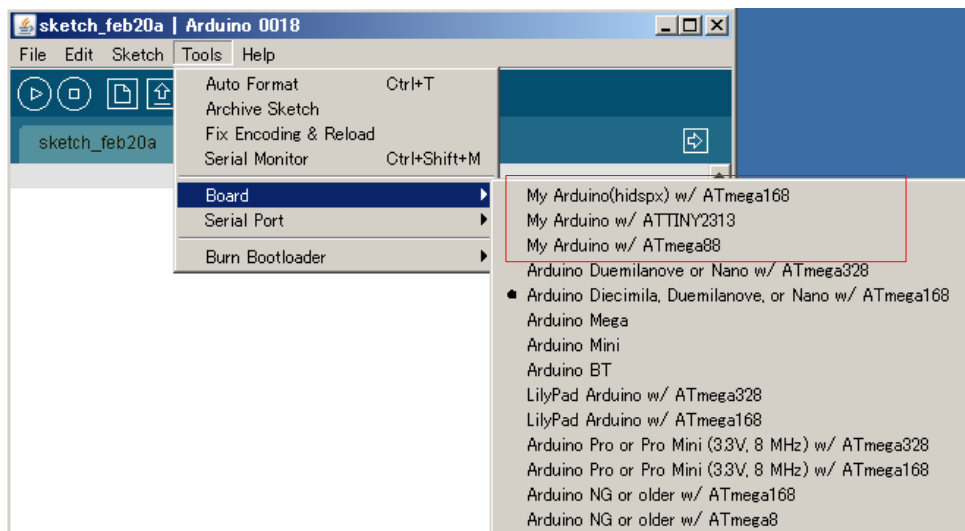 sketch_feb20a | Arduino 0018
File Edit Sketch Tools Help
Auto Format Ctrl+T
Archive Sketch
Fix Encoding & Reload
sketch_feb20a
Serial Monitor Ctrl+Shift+M
Board
Serial Port
Burn Bootloader
My Arduino(hidspx) w/ ATmega168
My Arduino w/ ATTINY2313
My Arduino w/ ATmega88
Arduino Duemilanove or Nano w/ ATmega328
Arduino Diecimila, Duemilanove, or Nano w/ ATmega168
Arduino Mega
Arduino Mini
Arduino BT
LilyPad Arduino w/ ATmega328
LilyPad Arduino w/ ATmega168
Arduino Pro or Pro Mini (3.3V, 8 MHz) w/ ATmega328
Arduino Pro or Pro Mini (3.3V, 8 MHz) w/ ATmega168
Arduino NG or older w/ ATmega168
Arduino NG or older w/ ATmega8